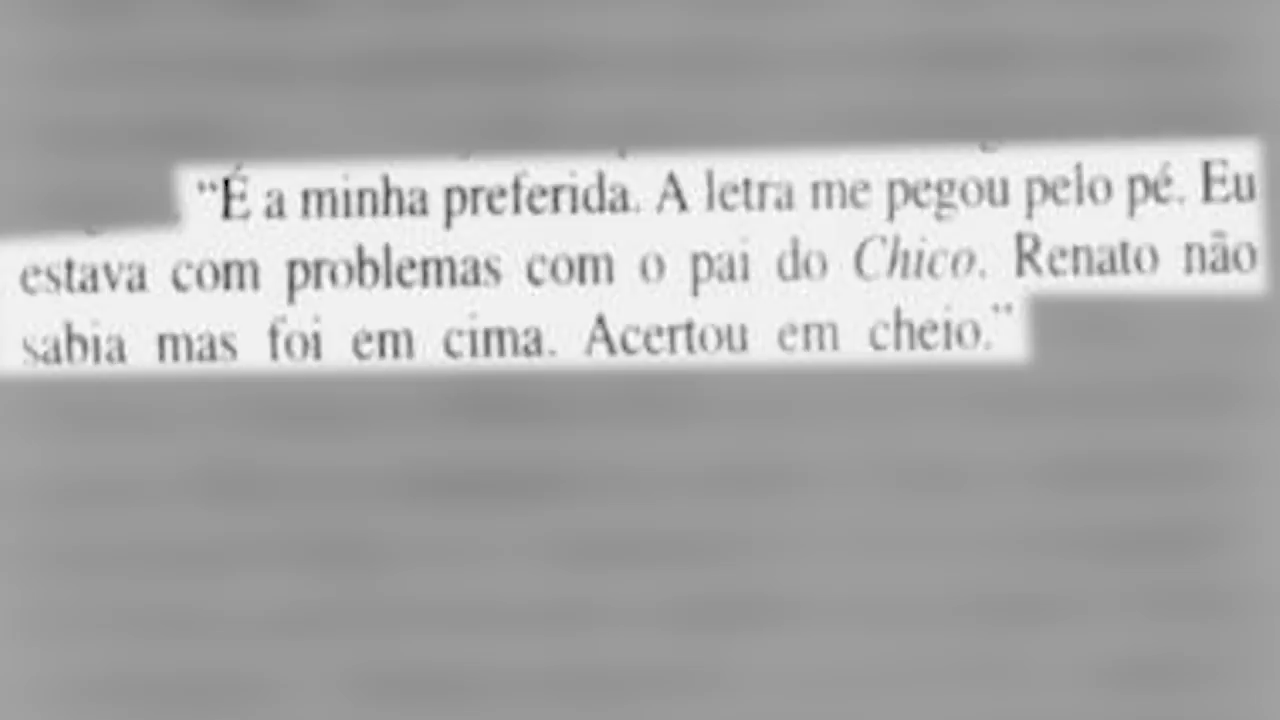 “É a minha preferida. A letra me pegou pelo pé. Eu
estava com problemas com o pai do Chico. Renato não
sabia mas foi em cima. Acertou em cheio.”